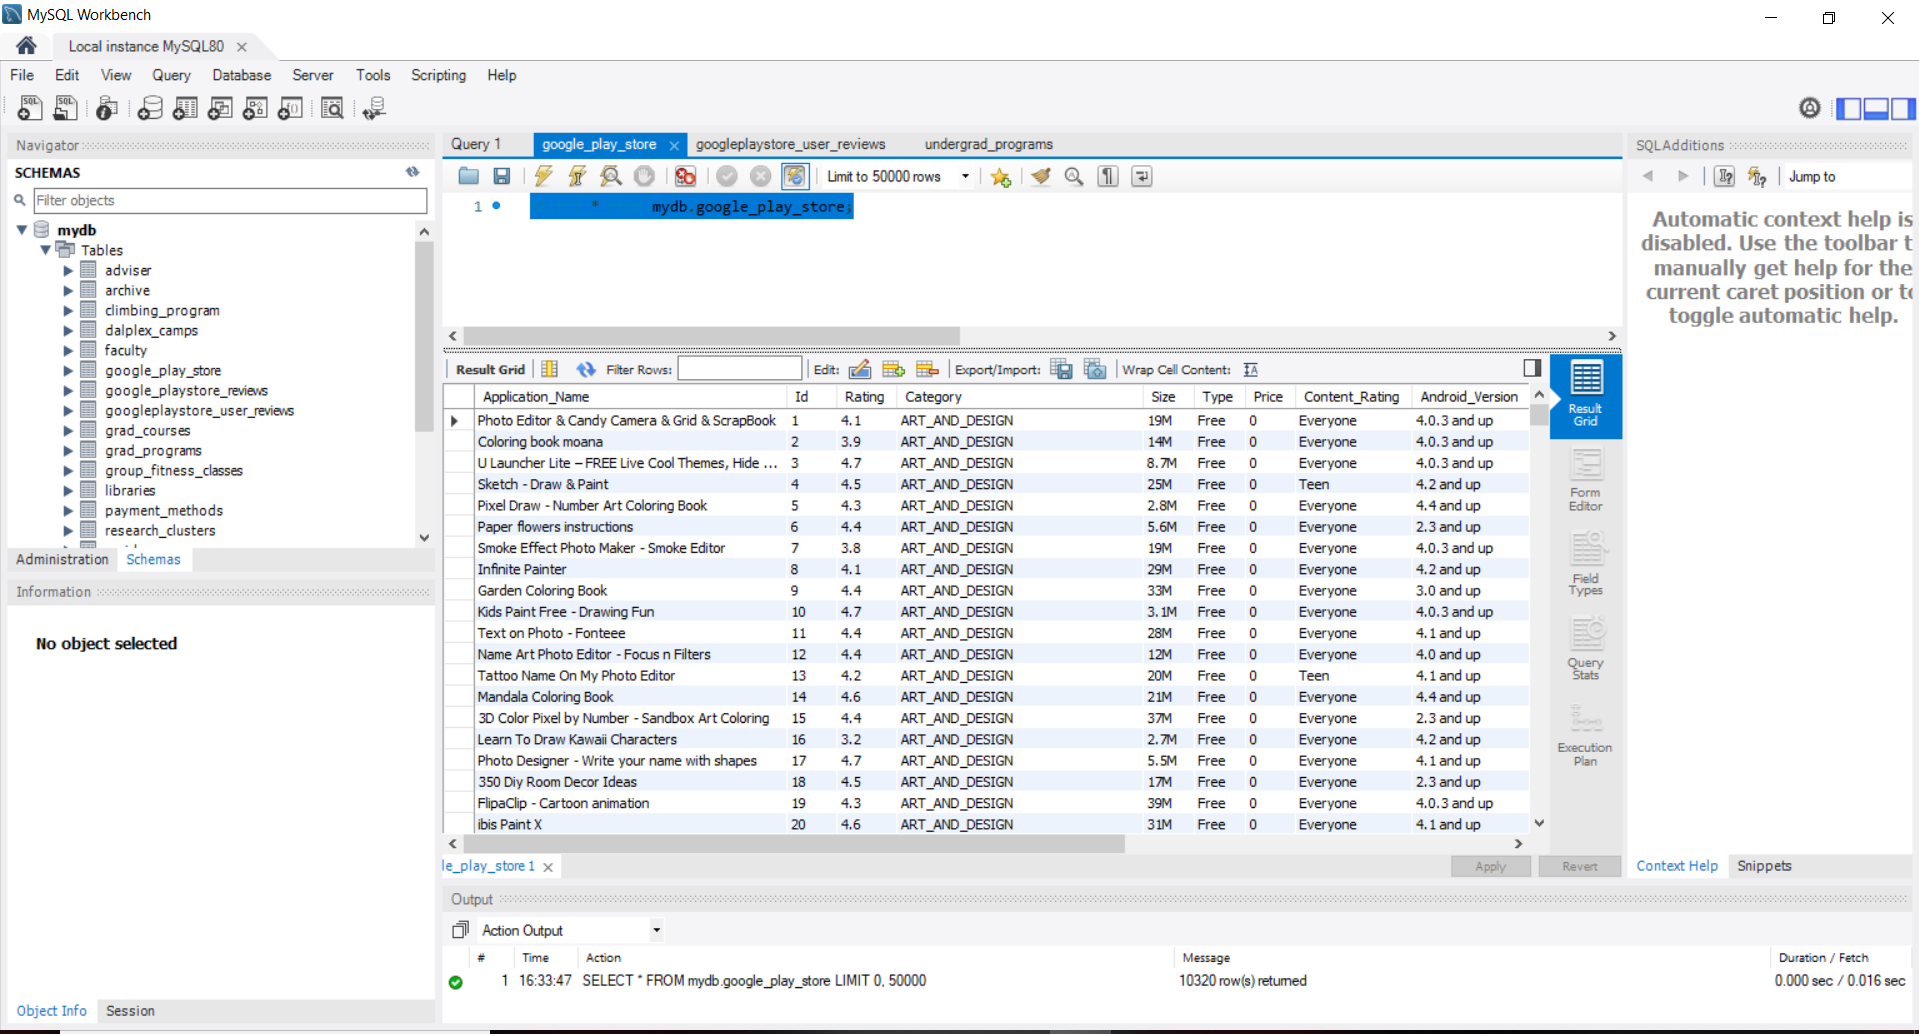 MySQL Workbench
Local instance MySQL80
File Edit View Query Database Server Tools Scripting Help
Navigator
SCHEMAS
Filter objects
mydb
Tables
adviser
archive
climbing_program
dalplex_camps
faculty
google_play_store
google_playstore_reviews
googleplaystore_user_reviews
grad_courses
grad_programs
group_fitness_classes
libraries
payment_methods
research_clusters
Administration Schemas
Information
No object selected
Object Info Session
Query 1 google_play_store googleplaystore_user_reviews undergrad_programs
Limit to 50000 rows
1 * mydb.google_play_store;
Result Grid Filter Rows: Edit: Export/Import: Wrap Cell Content:
Application_Name Id Rating Category Size Type Price Content_Rating Android_Version
Photo Editor & Candy Camera & Grid & ScrapBook 1 4.1 ART_AND_DESIGN 19M Free 0 Everyone 4.0.3 and up
Coloring book moana 2 3.9 ART_AND_DESIGN 14M Free 0 Everyone 4.0.3 and up
U Launcher Lite – FREE Live Cool Themes, Hide ... 3 4.7 ART_AND_DESIGN 8.7M Free 0 Everyone 4.0.3 and up
Sketch - Draw & Paint 4 4.5 ART_AND_DESIGN 25M Free 0 Teen 4.2 and up
Pixel Draw - Number Art Coloring Book 5 4.3 ART_AND_DESIGN 2.8M Free 0 Everyone 4.4 and up
Paper flowers instructions 6 4.4 ART_AND_DESIGN 5.6M Free 0 Everyone 2.3 and up
Smoke Effect Photo Maker - Smoke Editor 7 3.8 ART_AND_DESIGN 19M Free 0 Everyone 4.0.3 and up
Infinite Painter 8 4.1 ART_AND_DESIGN 29M Free 0 Everyone 4.2 and up
Garden Coloring Book 9 4.4 ART_AND_DESIGN 33M Free 0 Everyone 3.0 and up
Kids Paint Free - Drawing Fun 10 4.7 ART_AND_DESIGN 3.1M Free 0 Everyone 4.0.3 and up
Text on Photo - Fonteee 11 4.4 ART_AND_DESIGN 28M Free 0 Everyone 4.1 and up
Name Art Photo Editor - Focus n Filters 12 4.4 ART_AND_DESIGN 12M Free 0 Everyone 4.0 and up
Tattoo Name On My Photo Editor 13 4.2 ART_AND_DESIGN 20M Free 0 Teen 4.1 and up
Mandala Coloring Book 14 4.6 ART_AND_DESIGN 21M Free 0 Everyone 4.4 and up
3D Color Pixel by Number - Sandbox Art Coloring 15 4.4 ART_AND_DESIGN 37M Free 0 Everyone 2.3 and up
Learn To Draw Kawaii Characters 16 3.2 ART_AND_DESIGN 2.7M Free 0 Everyone 4.2 and up
Photo Designer - Write your name with shapes 17 4.7 ART_AND_DESIGN 5.5M Free 0 Everyone 4.1 and up
350 Diy Room Decor Ideas 18 4.5 ART_AND_DESIGN 17M Free 0 Everyone 2.3 and up
FlipaClip - Cartoon animation 19 4.3 ART_AND_DESIGN 39M Free 0 Everyone 4.0.3 and up
ibis Paint X 20 4.6 ART_AND_DESIGN 31M Free 0 Everyone 4.1 and up
Result
Grid
Form
Editor
Field
Types
Query
Stats
Execution
Plan
le_play_store 1
Apply Revert
Output
Action Output
# Time Action Message Duration / Fetch
1 16:33:47 SELECT * FROM mydb.google_play_store LIMIT 0, 50000 10320 row(s) returned 0.000 sec / 0.016 sec
SQLAdditions
Jump to
Automatic context help is
disabled. Use the toolbar t
manually get help for the
current caret position or to
toggle automatic help.
Context Help Snippets